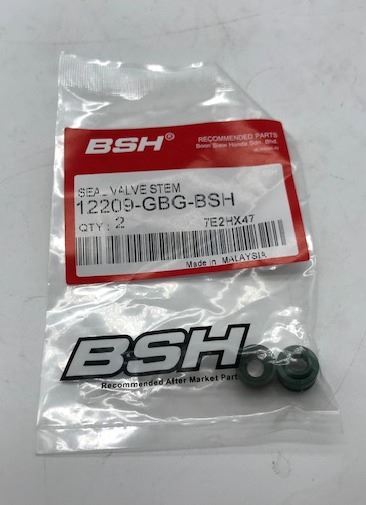 BSH®
RECOMMENDED PARTS
Boon Siew Honda Sdn. Bhd.
SEAL VALVE STEM
12209-GBG-BSH
QTY : 2
7E2HX47
Made in MALAYSIA
BSH
Recommended After Market Part